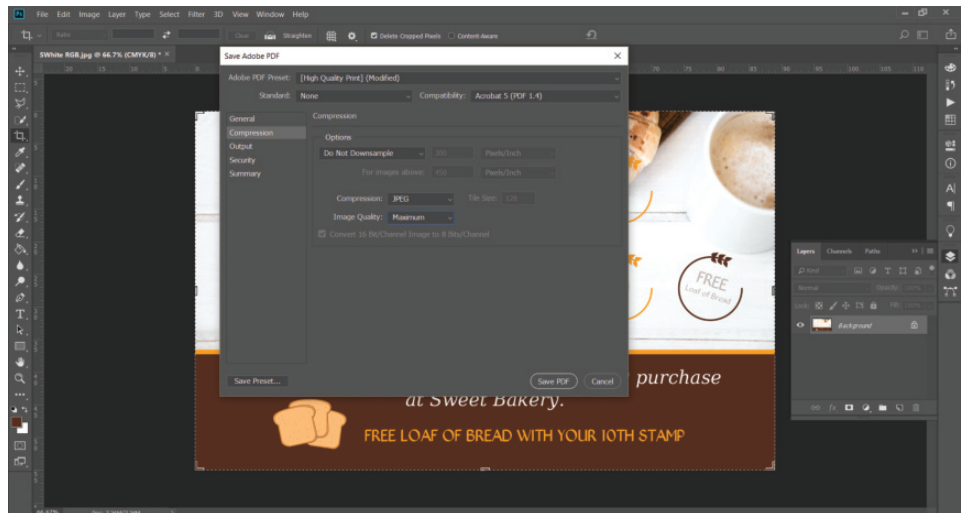 Ps File Edit Image Layer Type Select Filter 3D View Window Help
Auto Clear Straighten Delete Cropped Pixels Content-Aware
SWhite RGB.jpg @ 66.7% (CMYK/8) * ×
Save Adobe PDF
Adobe PDF Preset: [High Quality Print] (Modified)
Standard: None Compatibility: Acrobat 5 (PDF 1.4)
General
Compression
Output
Security
Summary
Compression
Options
Do Not Downsample Pixels/Inch
For images above: 450 Pixels/Inch
Compression: JPEG Tile Size: 128
Image Quality: Maximum
Convert 16 Bit/Channel Image to 8 Bits/Channel
Save Preset... Save PDF Cancel
FREE
Loaf of Bread
Layers Channels Paths
Kind
Normal Opacity:
Lock: Fill:
Background
purchase
at Sweet Bakery.
FREE LOAF OF BREAD WITH YOUR 10TH STAMP